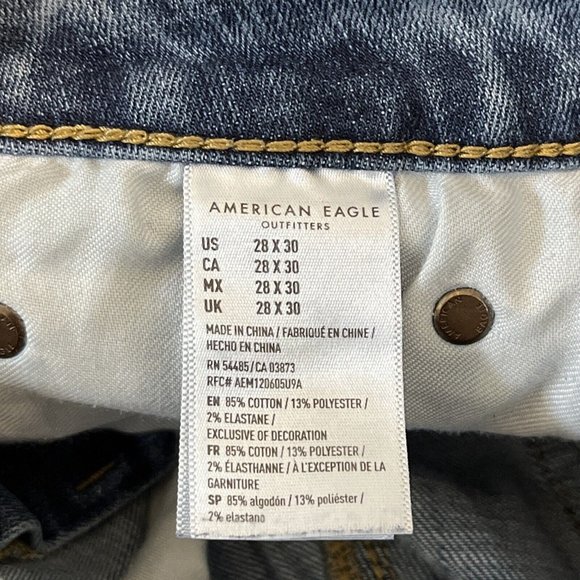 AMERICAN EAGLE
OUTFITTERS
US 28 X 30
CA 28 X 30
MX 28 X 30
UK 28 X 30
MADE IN CHINA / FABRIQUÉ EN CHINE /
HECHO EN CHINA
RN 54485/CA 03873
RFC# AEM120605U9A
EN 85% COTTON / 13% POLYESTER /
2% ELASTANE /
EXCLUSIVE OF DECORATION
FR 85% COTON / 13% POLYESTER /
2% ÉLASTHANNE / À L'EXCEPTION DE LA
GARNITURE
SP 85% algodón / 13% poliéster /
2% elastano